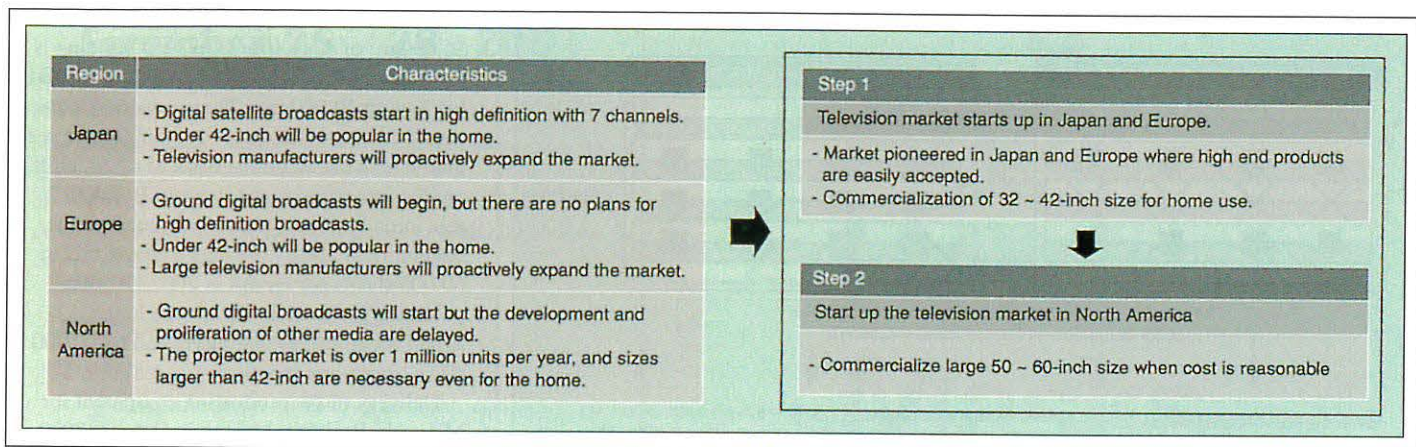 Region
Characteristics
Japan
- Digital satellite broadcasts start in high definition with 7 channels.
- Under 42-inch will be popular in the home.
- Television manufacturers will proactively expand the market.
Europe
- Ground digital broadcasts will begin, but there are no plans for
high definition broadcasts.
- Under 42-inch will be popular in the home.
- Large television manufacturers will proactively expand the market.
North
America
- Ground digital broadcasts will start but the development and
proliferation of other media are delayed.
- The projector market is over 1 million units per year, and sizes
larger than 42-inch are necessary even for the home.
Step 1
Television market starts up in Japan and Europe.
- Market pioneered in Japan and Europe where high end products
are easily accepted.
- Commercialization of 32 ~ 42-inch size for home use.
Step 2
Start up the television market in North America
- Commercialize large 50 ~ 60-inch size when cost is reasonable